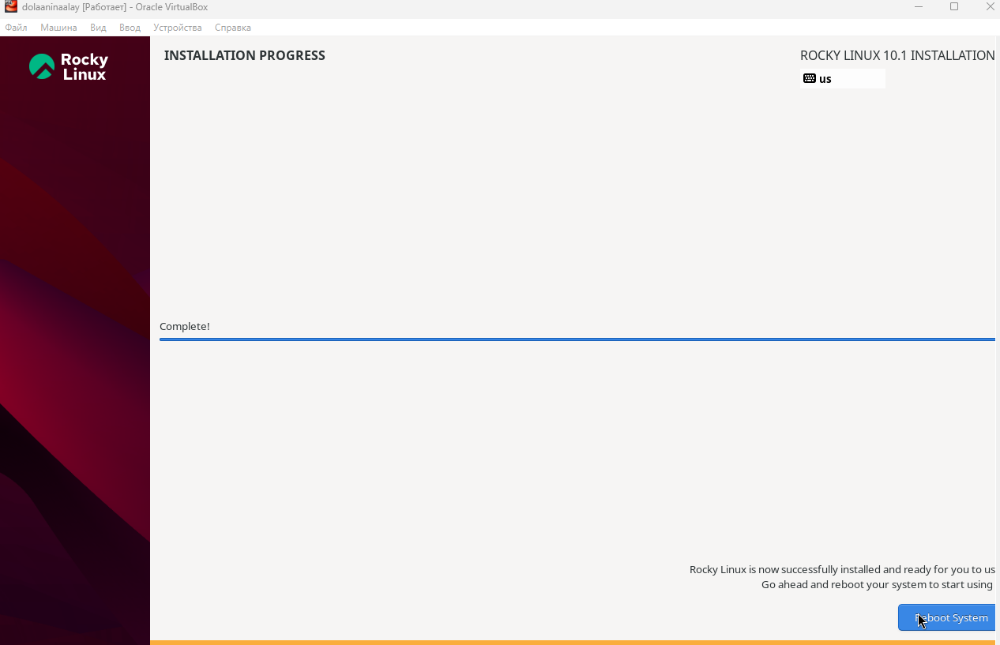 dolaaninaalay [Работает] - Oracle VirtualBox
Файл Машина Вид Ввод Устройства Справка
Rocky
Linux
INSTALLATION PROGRESS
ROCKY LINUX 10.1 INSTALLATION
us
Complete!
Rocky Linux is now successfully installed and ready for you to us
Go ahead and reboot your system to start using
Reboot System